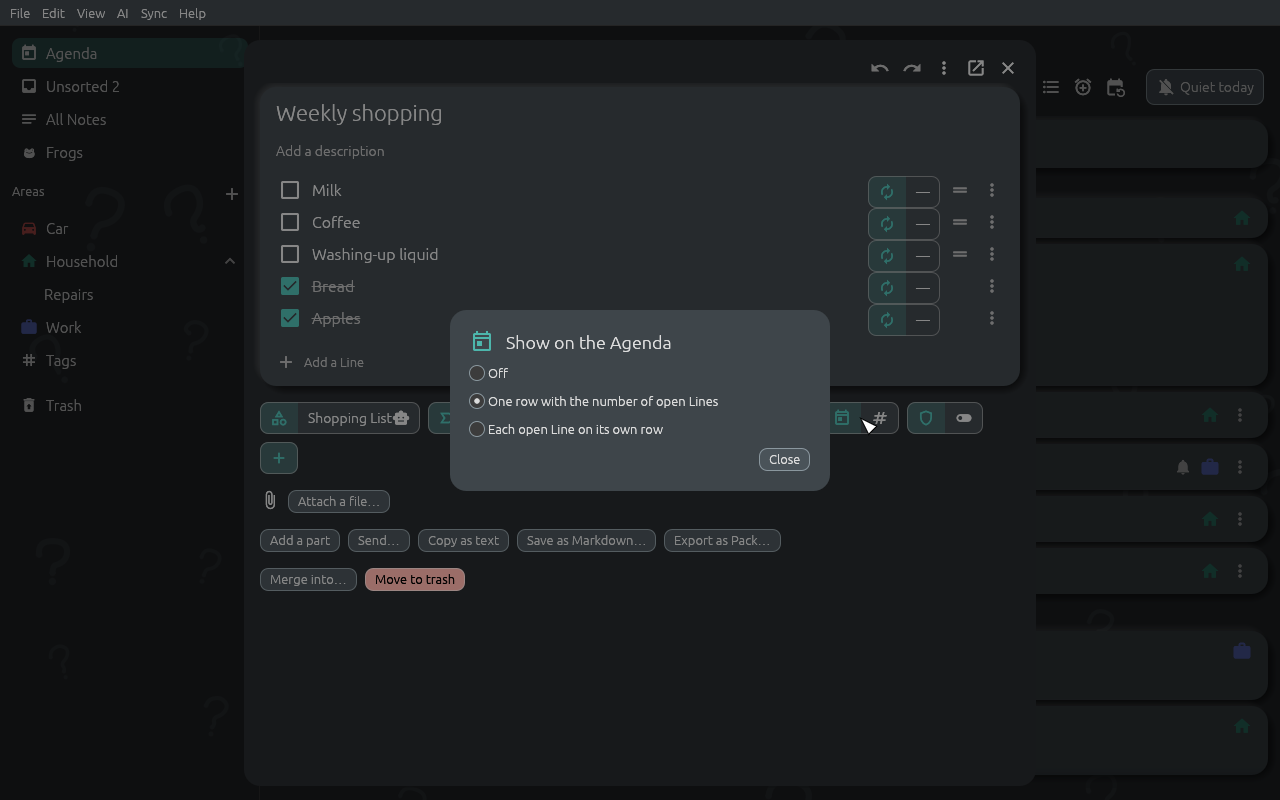 File Edit View AI Sync Help
Agenda
Unsorted 2
All Notes
Frogs
Areas
Car
Household
Repairs
Work
Tags
Trash
Quiet today
Weekly shopping
Add a description
Milk
Coffee
Washing-up liquid
Bread
Apples
Add a Line
Shopping List
Show on the Agenda
Off
One row with the number of open Lines
Each open Line on its own row
Close
Attach a file...
Add a part Send... Copy as text Save as Markdown... Export as Pack...
Merge into... Move to trash